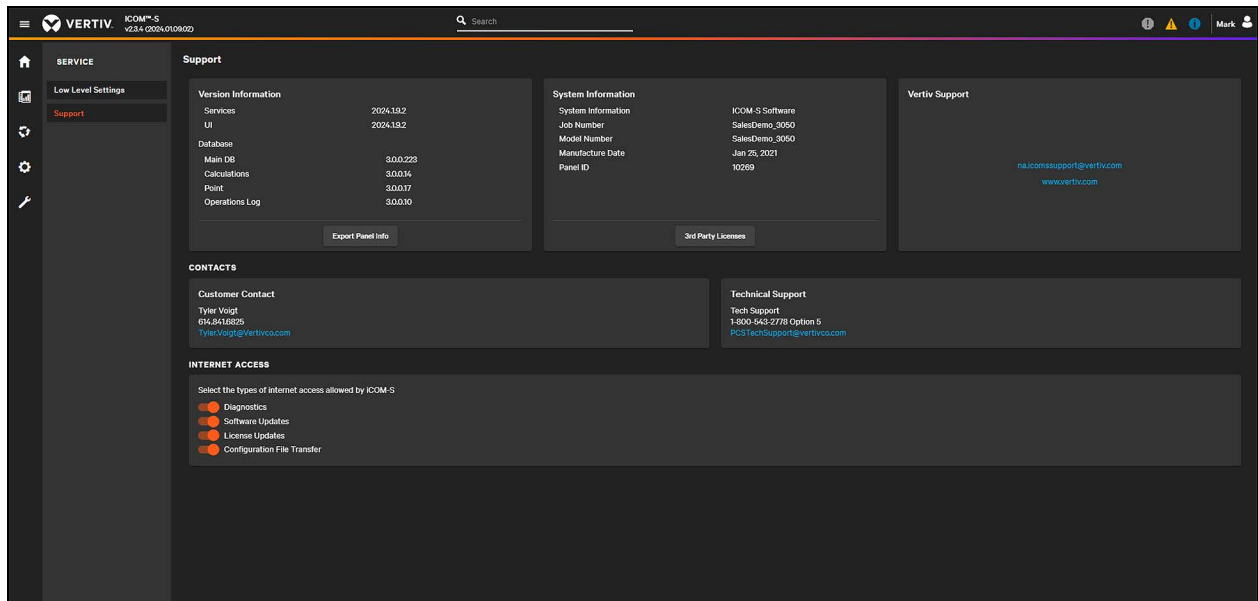 VERTIV.
ICOM™-S
v2.3.4 (2024.01.09.02)
Search
Mark
SERVICE
Low Level Settings
Support
Support
Version Information
Services 2024.1.9.2
UI 2024.1.9.2
Database
Main DB 3.0.0.223
Calculations 3.0.0.14
Point 3.0.0.17
Operations Log 3.0.0.10
Export Panel Info
System Information
System Information ICOM-S Software
Job Number SalesDemo_3050
Model Number SalesDemo_3050
Manufacture Date Jan 25, 2021
Panel ID 10269
3rd Party Licenses
Vertiv Support
na.icomssupport@vertiv.com
www.vertiv.com
CONTACTS
Customer Contact
Tyler Voigt
614.841.6825
Tyler.Voigt@Vertivco.com
Technical Support
Tech Support
1-800-543-2778 Option 5
PCSTechSupport@vertivco.com
INTERNET ACCESS
Select the types of internet access allowed by iCOM-S
Diagnostics
Software Updates
License Updates
Configuration File Transfer